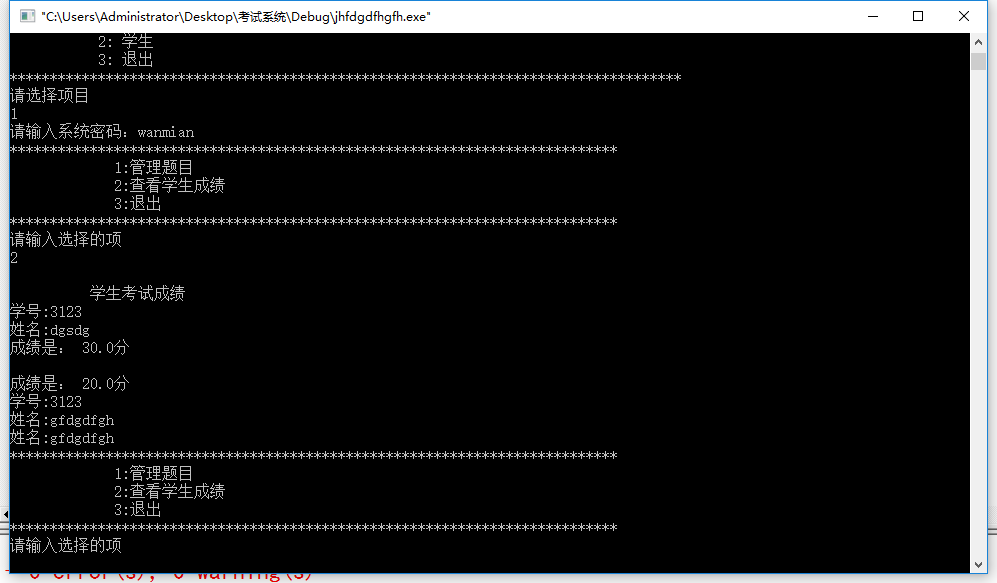 "C:\Users\Administrator\Desktop\考试系统\Debug\jhfdgdfhgfh.exe"
2: 学生
3: 退出
************************************************************************************
请选择项目
1
请输入系统密码：wanmian
****************************************************************************
1:管理题目
2:查看学生成绩
3:退出
****************************************************************************
请输入选择的项
2
学生考试成绩
学号:3123
姓名:dgsdg
成绩是： 30.0分
成绩是： 20.0分
学号:3123
姓名:gfdgdfgh
姓名:gfdgdfgh
****************************************************************************
1:管理题目
2:查看学生成绩
3:退出
****************************************************************************
请输入选择的项
0 error(s), 0 warning(s)